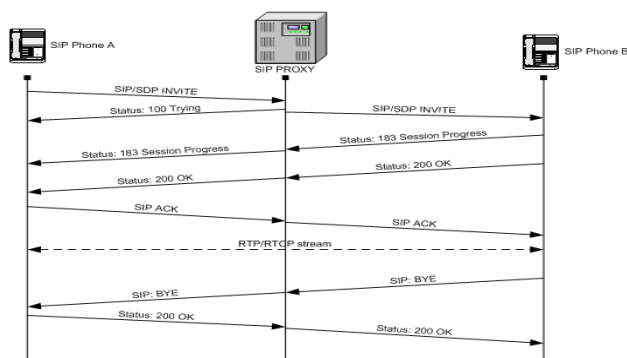 SIP Phone A
SIP PROXY
SIP Phone B
SIP/SDP INVITE
Status: 100 Trying
SIP/SDP INVITE
Status: 183 Session Progress
Status: 183 Session Progress
Status: 200 OK
Status: 200 OK
SIP ACK
SIP ACK
RTP/RTCP stream
SIP: BYE
SIP: BYE
Status: 200 OK
Status: 200 OK